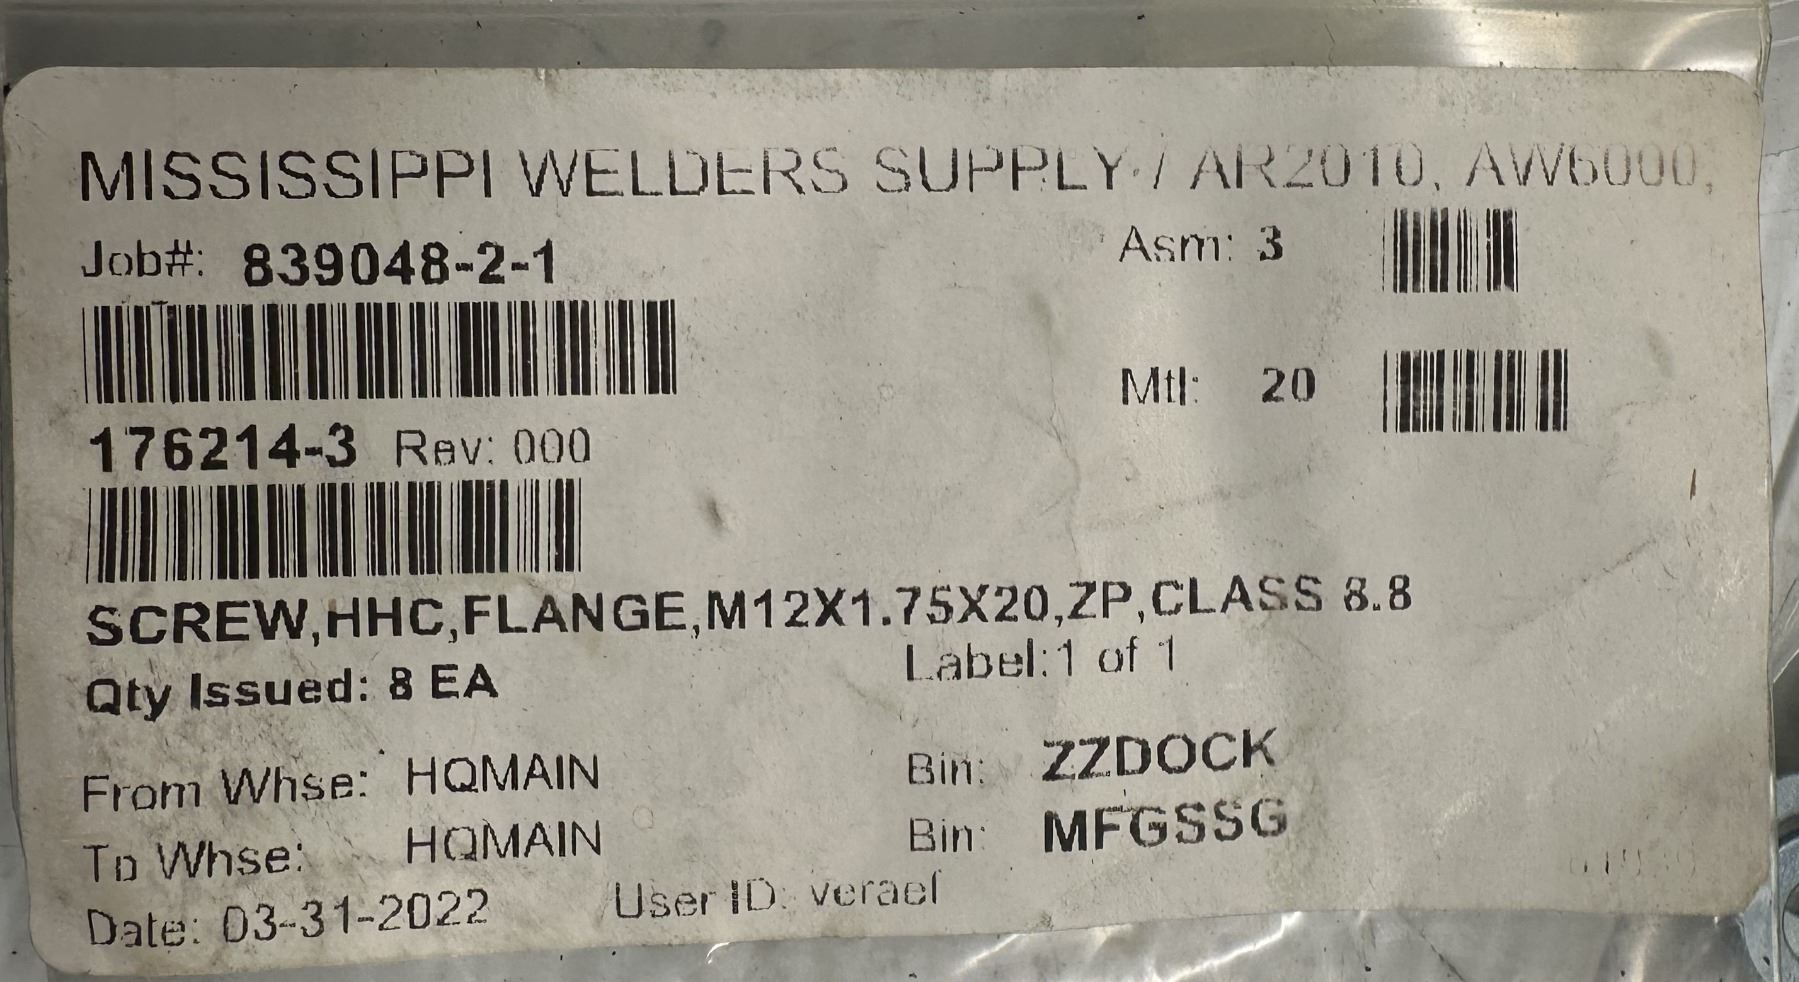 MISSISSIPPI WELDERS SUPPLY / AR2010, AW6000,
Job#: 839048-2-1 Asm: 3
Mtl: 20
176214-3 Rev: 000
SCREW,HHC,FLANGE,M12X1.75X20,ZP,CLASS 8.8
Qty Issued: 8 EA Label:1 of 1
From Whse: HQMAIN Bin: ZZDOCK
To Whse: HQMAIN Bin: MFGSSG
Date: 03-31-2022 User ID: veraef